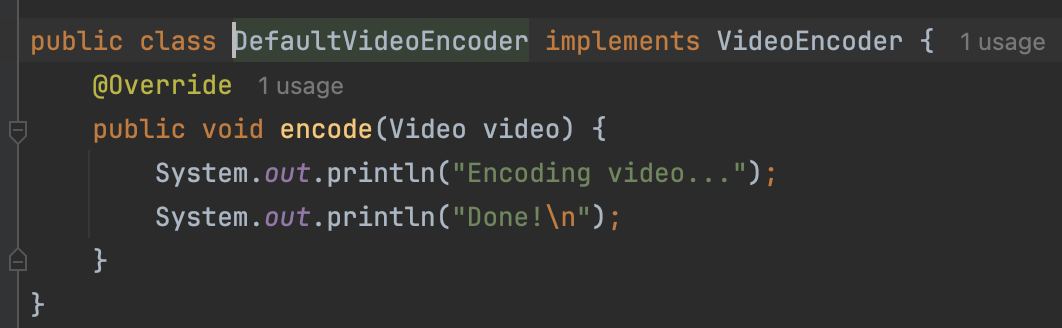 public class DefaultVideoEncoder implements VideoEncoder { 1 usage
@Override 1 usage
public void encode(Video video) {
System.out.println("Encoding video...");
System.out.println("Done!\n");
}
}